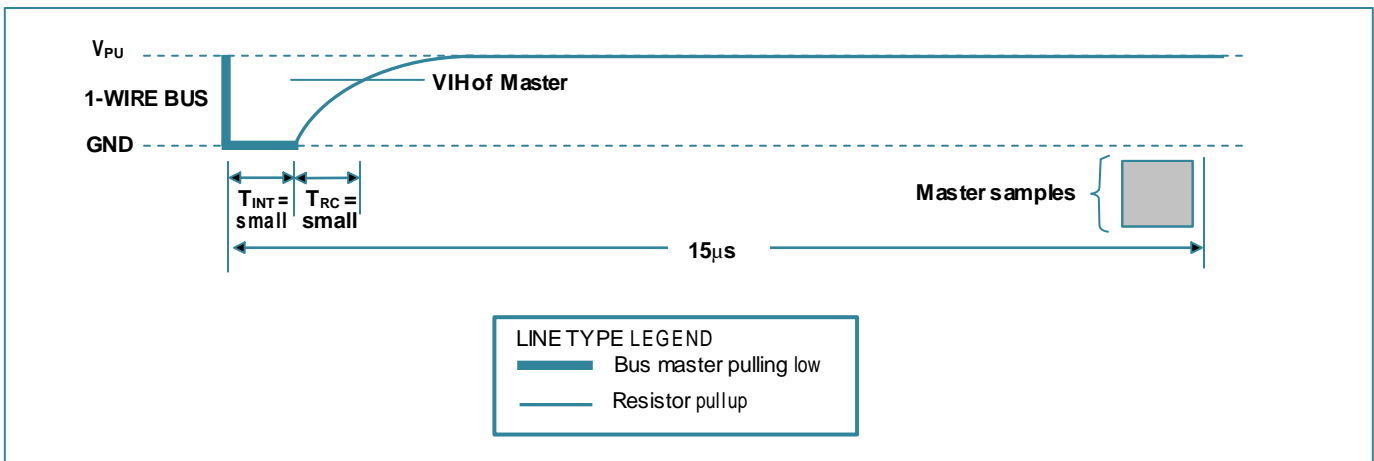 VPU
1-WIRE BUS
VIH of Master
GND
TINT = small
TRC = small
Master samples
15µs
LINE TYPE LEGEND
Bus master pulling low
Resistor pullup